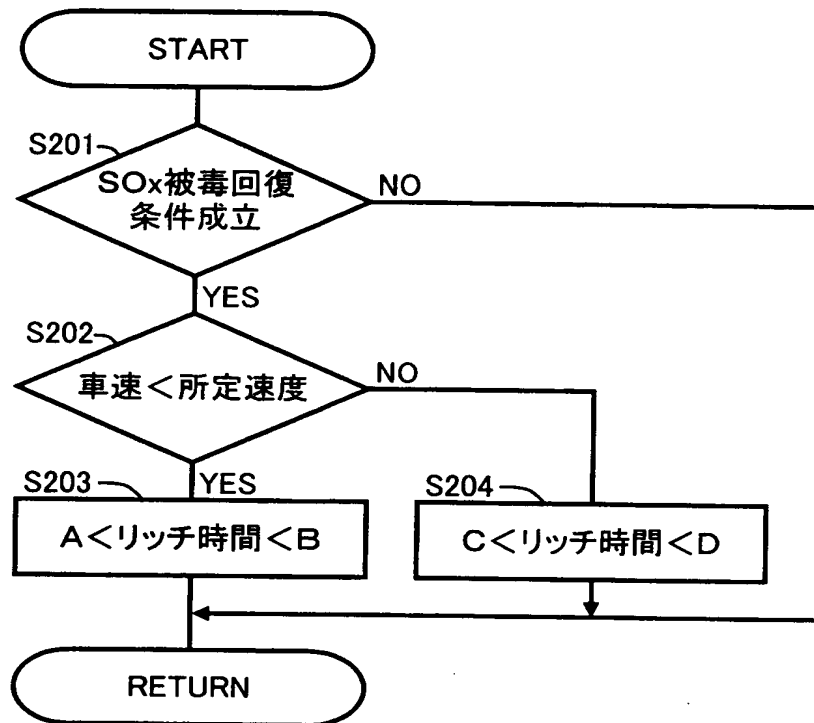 START
S201
SOx被毒回復
条件成立
NO
YES
S202
車速＜所定速度
NO
YES
S203
A＜リッチ時間＜B
S204
C＜リッチ時間＜D
RETURN